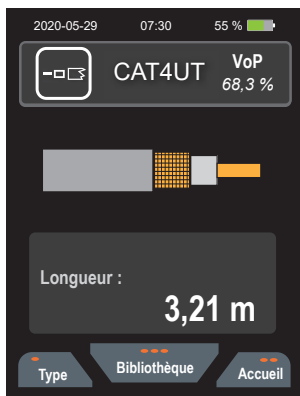 2020-05-29 07:30 55 %
CAT4UT VoP
68,3 %
Longueur :
3,21 m
Type Bibliothèque Accueil